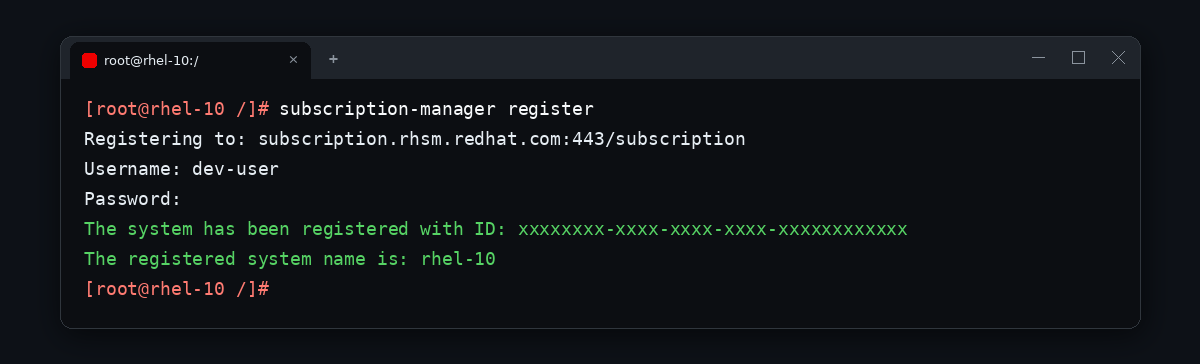 root@rhel-10:/ × +
[root@rhel-10 /]# subscription-manager register
Registering to: subscription.rhsm.redhat.com:443/subscription
Username: dev-user
Password:
The system has been registered with ID: xxxxxxxx-xxxx-xxxx-xxxx-xxxxxxxxxxxx
The registered system name is: rhel-10
[root@rhel-10 /]#